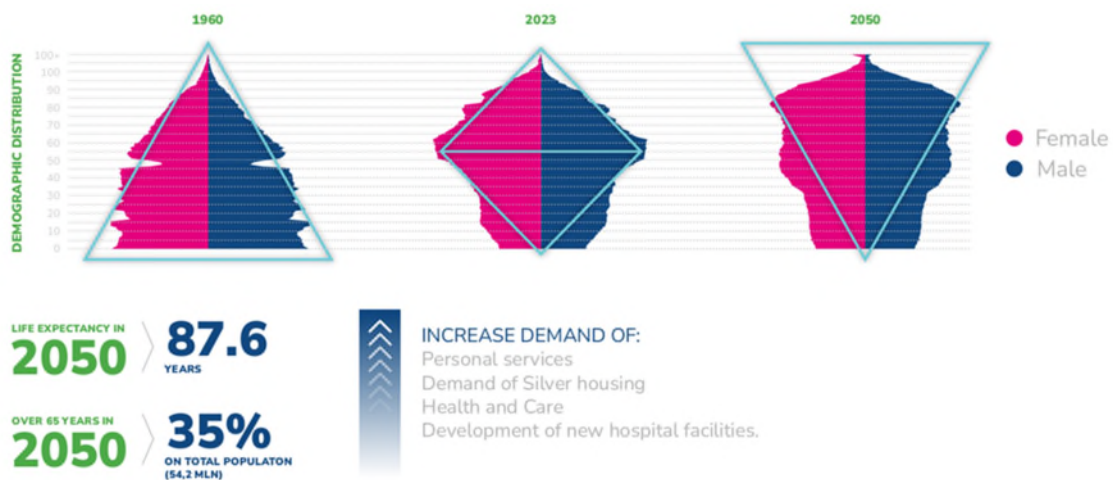 1960
2023
2050
DEMOGRAPHIC DISTRIBUTION
100+
100
90
80
70
60
50
40
30
20
10
0
Female
Male
LIFE EXPECTANCY IN
2050
87.6
YEARS
OVER 65 YEARS IN
2050
35%
ON TOTAL POPULATON
(54,2 MLN)
INCREASE DEMAND OF:
Personal services
Demand of Silver housing
Health and Care
Development of new hospital facilities.